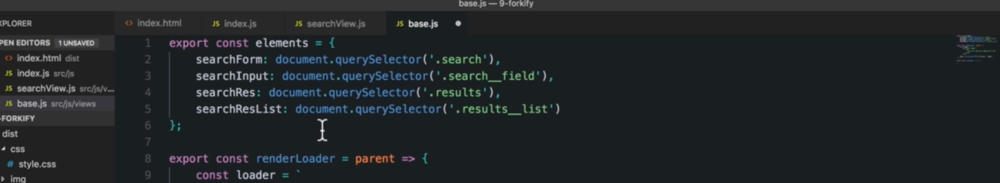 base.js — 9-forkify
XPLORER
index.html
JS index.js
JS searchView.js
JS base.js
PEN EDITORS 1 UNSAVED
index.html dist
JS index.js src/js
JS searchView.js src/js/v...
JS base.js src/js/views
-FORKIFY
dist
css
# style.css
img
1 export const elements = {
2 searchForm: document.querySelector('.search'),
3 searchInput: document.querySelector('.search__field'),
4 searchRes: document.querySelector('.results'),
5 searchResList: document.querySelector('.results__list')
6 };
7
8 export const renderLoader = parent => {
9 const loader = `